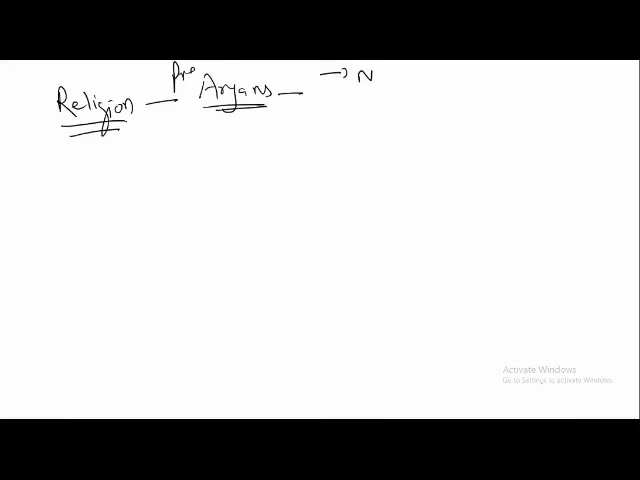 Religion — Pre Aryans — → N
Activate Windows
Go to Settings to activate Windows.